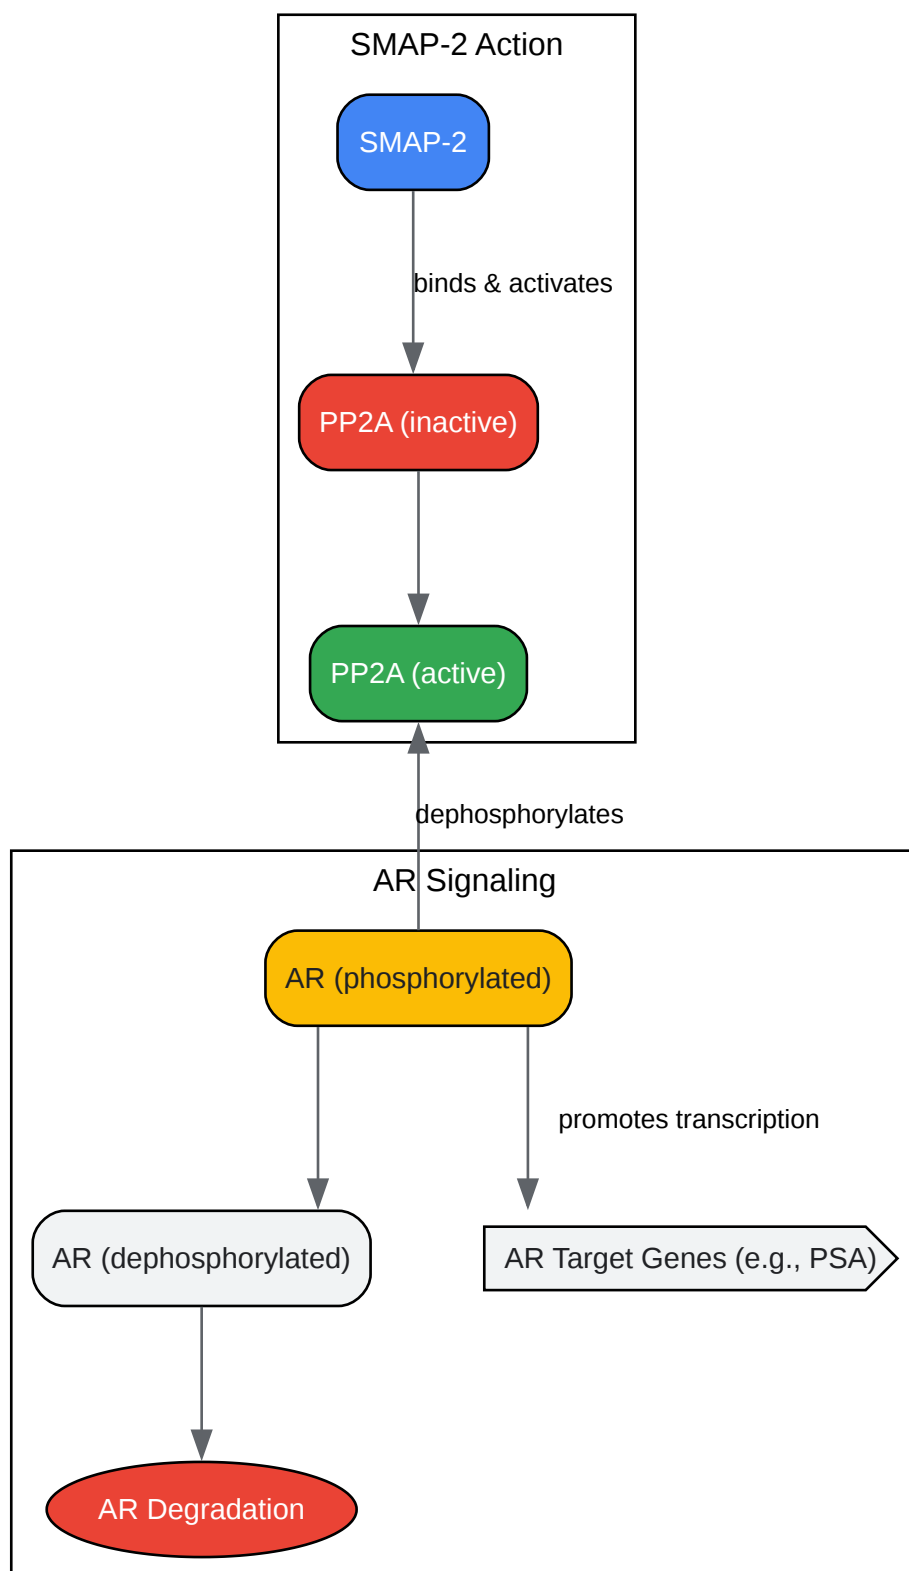 SMAP-2 Action
SMAP-2
binds & activates
PP2A (inactive)
PP2A (active)
dephosphorylates
AR Signaling
AR (phosphorylated)
promotes transcription
AR (dephosphorylated)
AR Target Genes (e.g., PSA)
AR Degradation